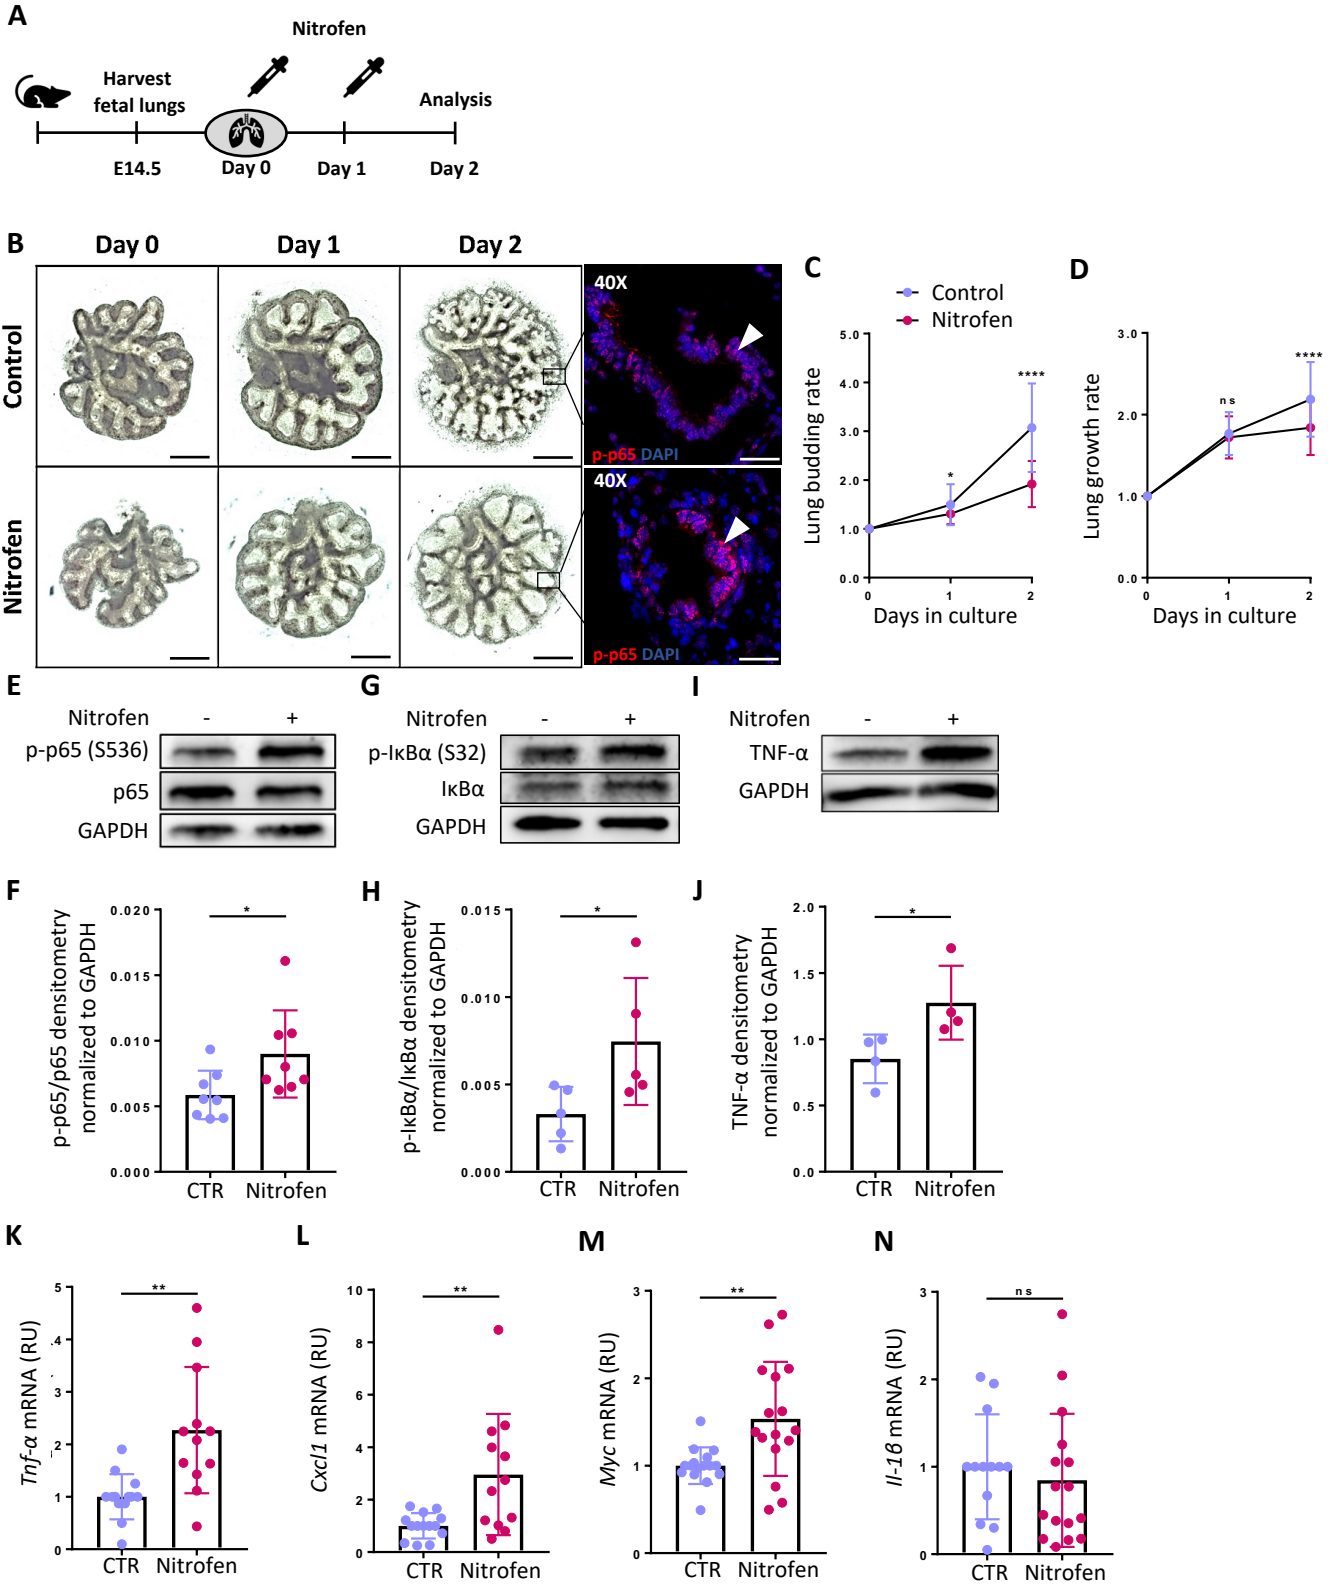 A
Nitrofen
Harvest
fetal lungs
Analysis
E14.5
Day 0
Day 1
Day 2
B
Day 0
Day 1
Day 2
Control
Nitrofen
40X
p-p65 DAPI
40X
p-p65 DAPI
C
Control
Nitrofen
Lung budding rate
5.0
4.0
3.0
2.0
1.0
0.0
*
****
0
1
2
Days in culture
D
Lung growth rate
3.0
2.0
1.0
0.0
ns
****
0
1
2
Days in culture
E
Nitrofen - +
p-p65 (S536)
p65
GAPDH
G
Nitrofen - +
p-IκBα (S32)
IκBα
GAPDH
I
Nitrofen - +
TNF-α
GAPDH
F
p-p65/p65 densitometry
normalized to GAPDH
0.020
0.015
0.010
0.005
0.000
*
CTR Nitrofen
H
p-IκBα/IκBα densitometry
normalized to GAPDH
0.015
0.010
0.005
0.000
*
CTR Nitrofen
J
TNF-α densitometry
normalized to GAPDH
2.0
1.5
1.0
0.5
0.0
*
CTR Nitrofen
K
Tnf-α mRNA (RU)
5
4
3
2
1
0
**
CTR Nitrofen
L
Cxcl1 mRNA (RU)
10
8
6
4
2
0
**
CTR Nitrofen
M
Myc mRNA (RU)
3
2
1
0
**
CTR Nitrofen
N
Il-1β mRNA (RU)
3
2
1
0
ns
CTR Nitrofen